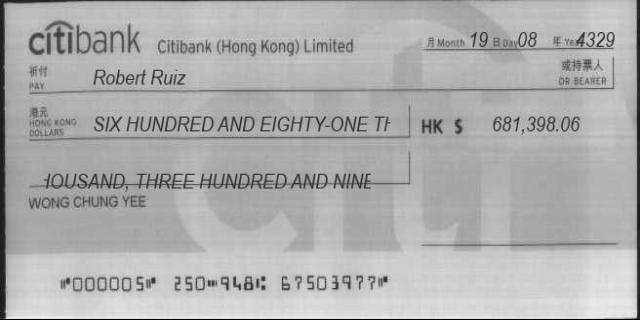 citibank Citibank (Hong Kong) Limited 月 Month 19 日 Day 08 年 Year 4329
祈付 PAY Robert Ruiz 或持票人 OR BEARER
港元 HONG KONG DOLLARS SIX HUNDRED AND EIGHTY-ONE TH HK $ 681,398.06
IOUSAND, THREE HUNDRED AND NINE
WONG CHUNG YEE
⑈000005⑈ 250⑉948⑆ 67503977⑈